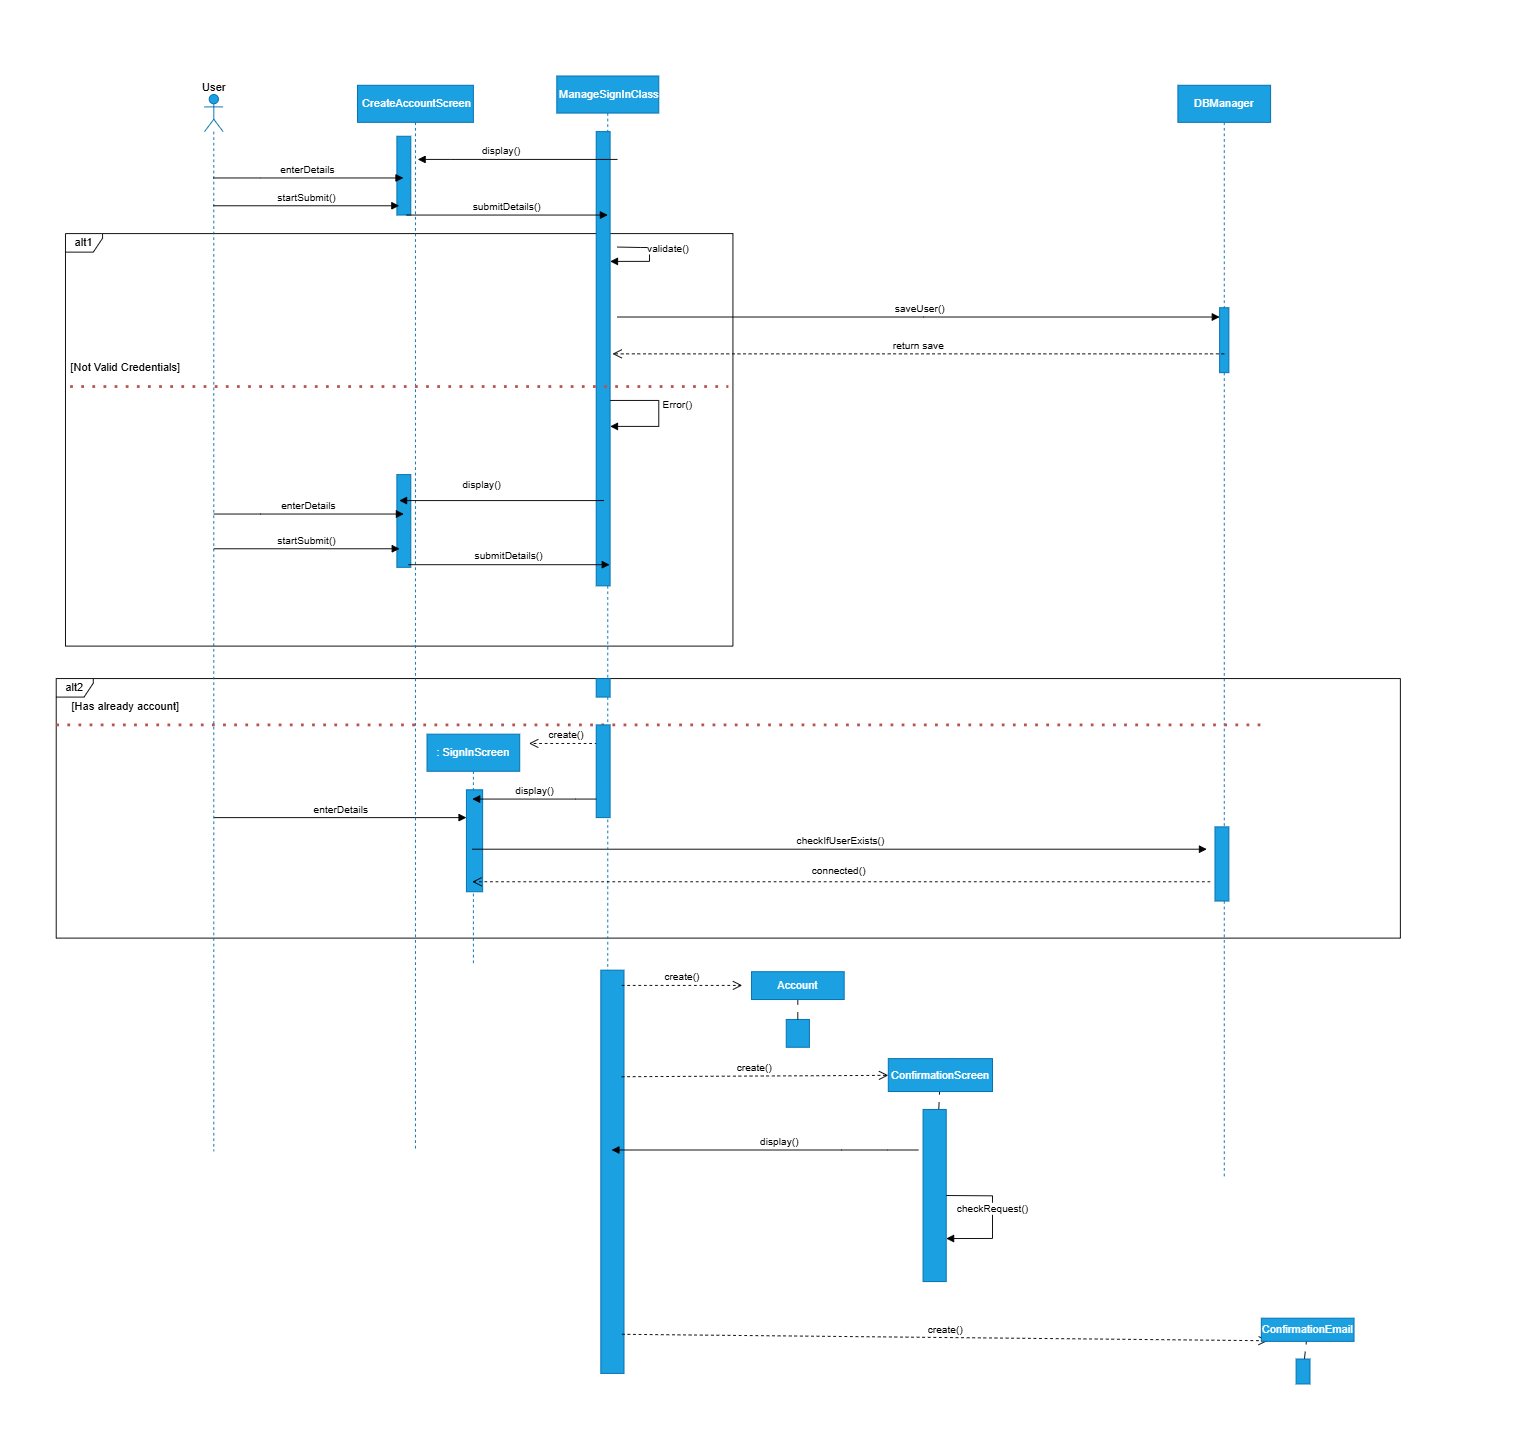 User
CreateAccountScreen
ManageSignInClass
DBManager
display()
enterDetails
startSubmit()
submitDetails()
alt1
validate()
saveUser()
return save
[Not Valid Credentials]
Error()
display()
enterDetails
startSubmit()
submitDetails()
alt2
[Has already account]
create()
: SignInScreen
display()
enterDetails
checkIfUserExists()
connected()
create()
Account
create()
ConfirmationScreen
display()
checkRequest()
create()
ConfirmationEmail